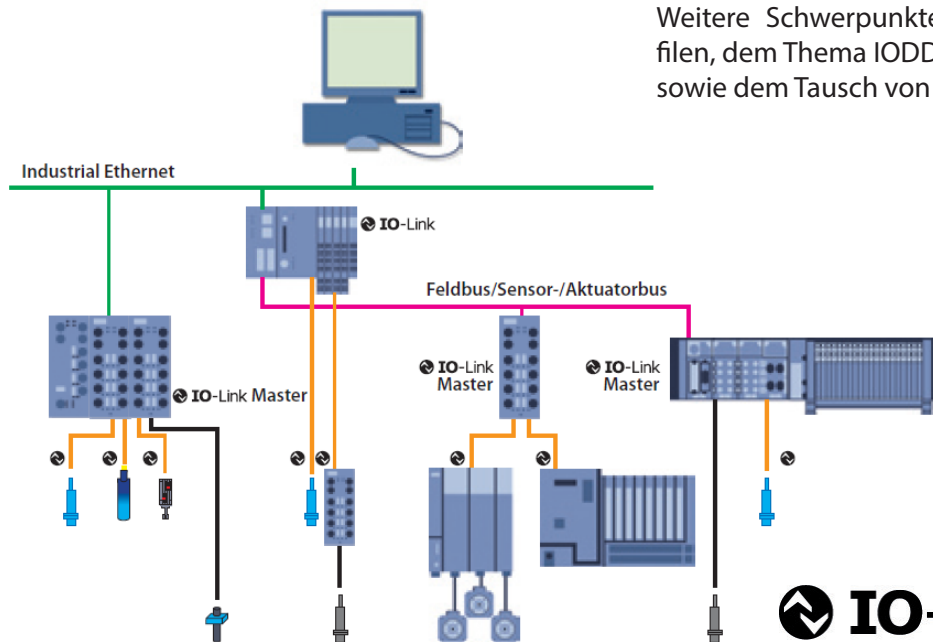 Weitere Schwerpunkte
filen, dem Thema IODD
sowie dem Tausch von
Industrial Ethernet
IO-Link
Feldbus/Sensor-/Aktuatorbus
IO-Link Master
IO-Link
Master
IO-Link
Master
IO-